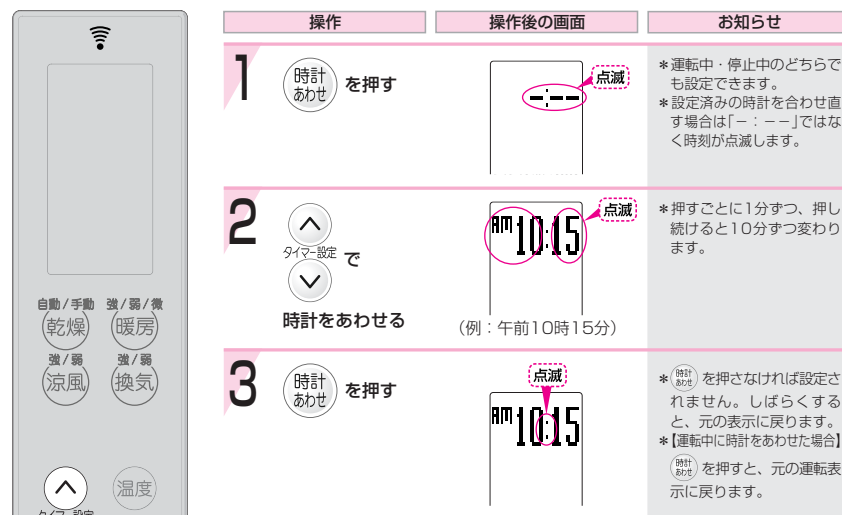 操作
操作後の画面
お知らせ
1
時計
あわせ
を押す
点滅
-:--
＊運転中・停止中のどちらで
も設定できます。
＊設定済みの時計を合わせ直
す場合は「－：－－」ではな
く時刻が点滅します。
2
タイマー設定
で
時計をあわせる
AM10:15
点滅
（例：午前10時15分）
＊押すごとに1分ずつ、押し
続けると10分ずつ変わり
ます。
3
時計
あわせ
を押す
点滅
AM10:15
＊時計あわせを押さなければ設定さ
れません。しばらくする
と、元の表示に戻ります。
＊【運転中に時計をあわせた場合】
時計あわせを押すと、元の運転表
示に戻ります。
自動/手動 強/弱/微
乾燥 暖房
強/弱 強/弱
涼風 換気
温度
タイマー設定